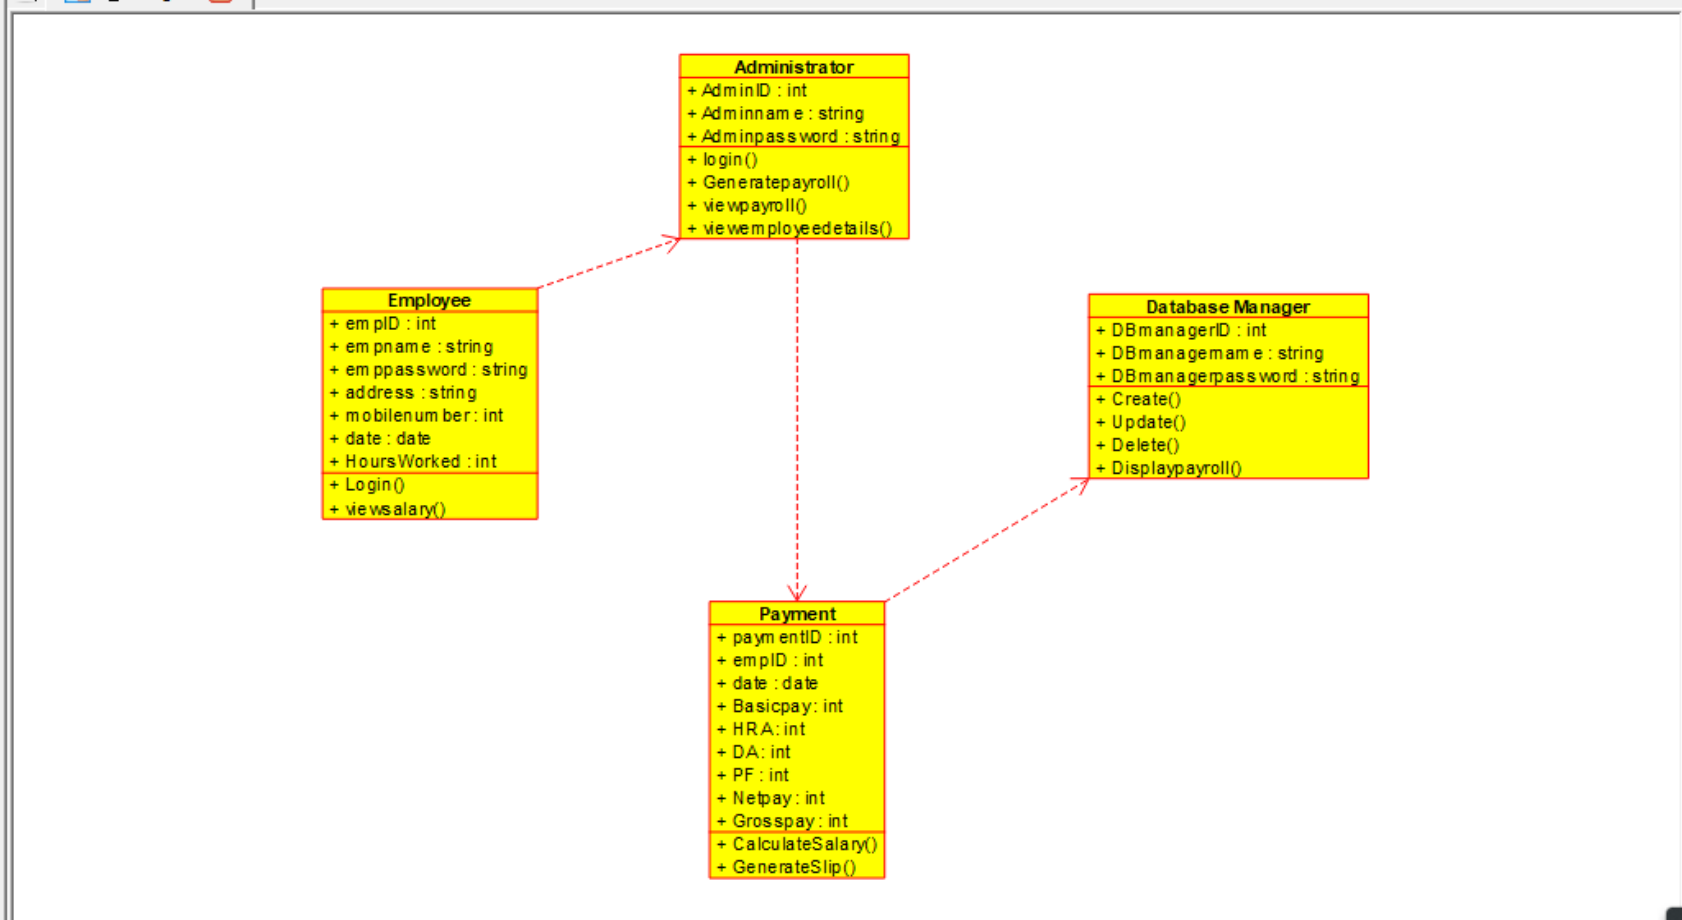 Administrator
+ AdminID : int
+ Adminname : string
+ Adminpassword : string
+ login()
+ Generatepayroll()
+ viewpayroll()
+ viewemployeedetails()
Employee
+ empID : int
+ empname : string
+ emppassword : string
+ address : string
+ mobilenumber : int
+ date : date
+ HoursWorked : int
+ Login()
+ viewsalary()
Database Manager
+ DBmanagerID : int
+ DBmanagername : string
+ DBmanagerpassword : string
+ Create()
+ Update()
+ Delete()
+ Displaypayroll()
Payment
+ paymentID : int
+ empID : int
+ date : date
+ Basicpay : int
+ HRA : int
+ DA : int
+ PF : int
+ Netpay : int
+ Grosspay : int
+ CalculateSalary()
+ GenerateSlip()